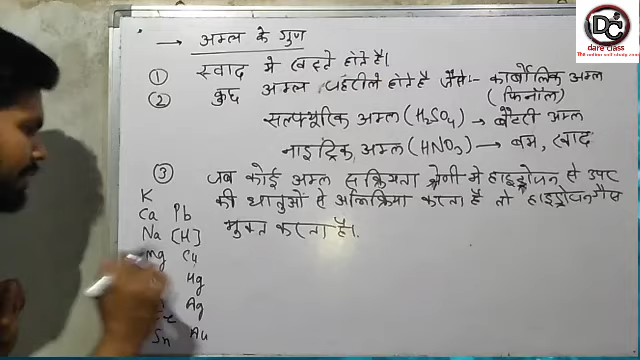 → अम्ल के गुण
① स्वाद में खट्टे होते है।
② कुछ अम्ल जहरीले होते है जैसे:- कार्बोलिक अम्ल
(फिनॉल)
सल्फ्यूरिक अम्ल (H₂SO₄) → बैटरी अम्ल
नाइट्रिक अम्ल (HNO₃) → बम, खाद
③ जब कोई अम्ल सक्रियता श्रेणी में हाइड्रोजन से उपर
की धातुओं से अभिक्रिया करता है तो हाइड्रोजन गैस
मुक्त करता है।
K
Ca Pb
Na [H]
Mg Cu
Hg
Ag
Sn Au
DC
dare class